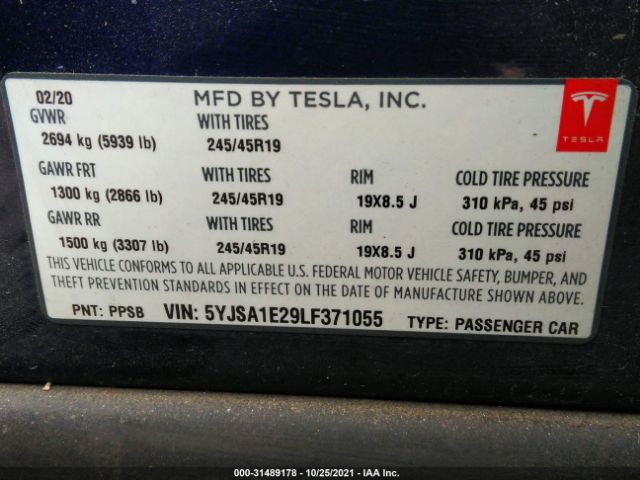 02/20 MFD BY TESLA, INC.
GVWR WITH TIRES
2694 kg (5939 lb) 245/45R19
TESLA
GAWR FRT WITH TIRES RIM COLD TIRE PRESSURE
1300 kg (2866 lb) 245/45R19 19X8.5 J 310 kPa, 45 psi
GAWR RR WITH TIRES RIM COLD TIRE PRESSURE
1500 kg (3307 lb) 245/45R19 19X8.5 J 310 kPa, 45 psi
THIS VEHICLE CONFORMS TO ALL APPLICABLE U.S. FEDERAL MOTOR VEHICLE SAFETY, BUMPER, AND
THEFT PREVENTION STANDARDS IN EFFECT ON THE DATE OF MANUFACTURE SHOWN ABOVE.
PNT: PPSB VIN: 5YJSA1E29LF371055 TYPE: PASSENGER CAR
000-31489178 - 10/25/2021 - IAA Inc.